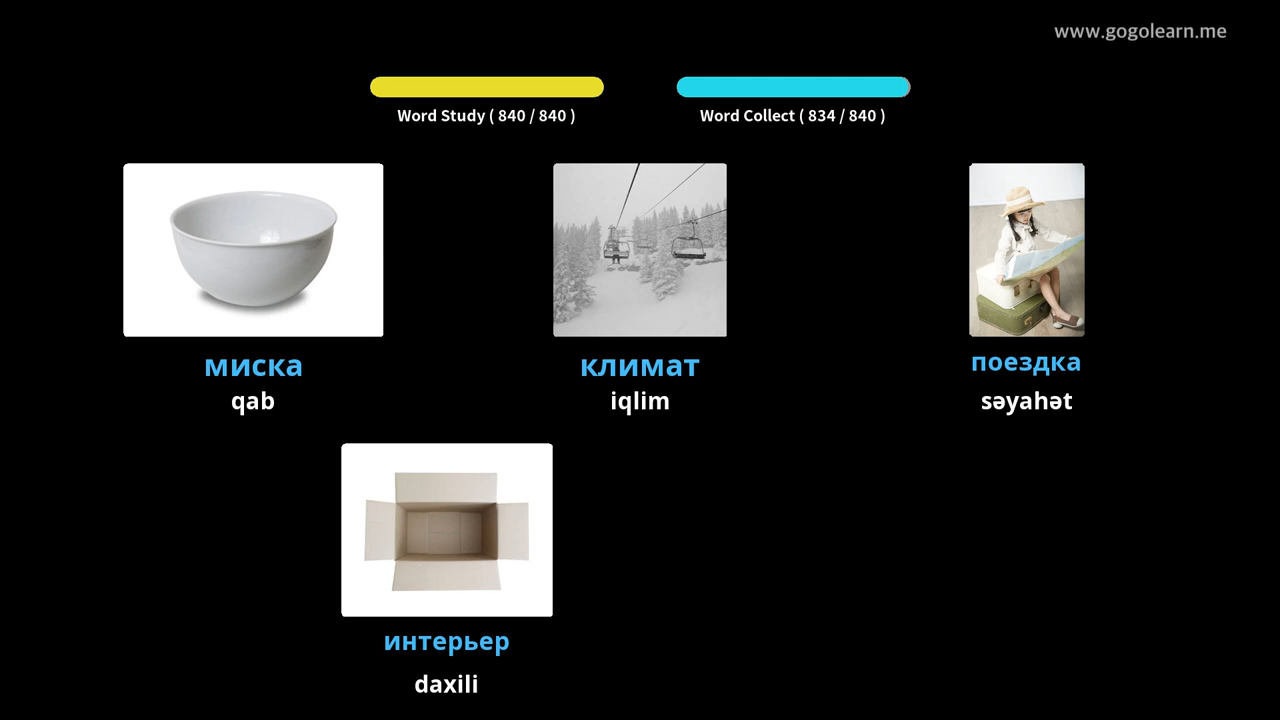 www.gogolearn.me
Word Study ( 840 / 840 )
Word Collect ( 834 / 840 )
миска
климат
поездка
qab
iqlim
səyahət
интерьер
daxili